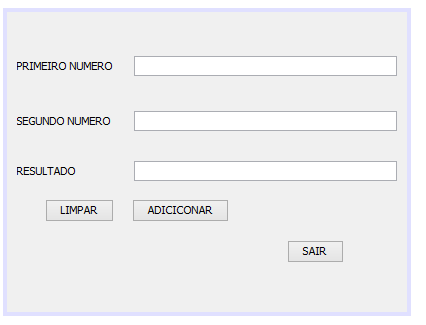 PRIMEIRO NUMERO
SEGUNDO NUMERO
RESULTADO
LIMPAR ADICICONAR
SAIR